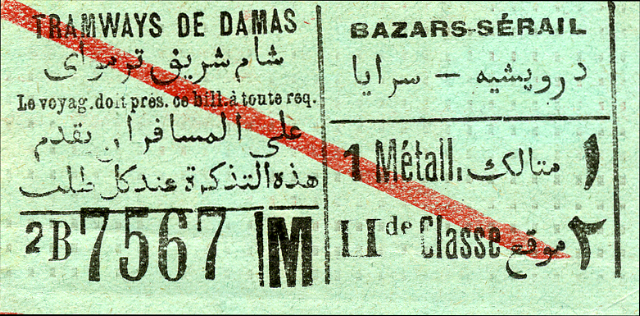 TRAMWAYS DE DAMAS
شام شريف ترمواى
Le voyag. doit prés. ce bill. à toute req.
على المسافر ان يقدم
هذه التذكرة عند كل طلب
2B 7567 M
BAZARS-SÉRAIL
درويشيه - سرايا
1 Métall. متالك ١
IIde Classe موقع ٢